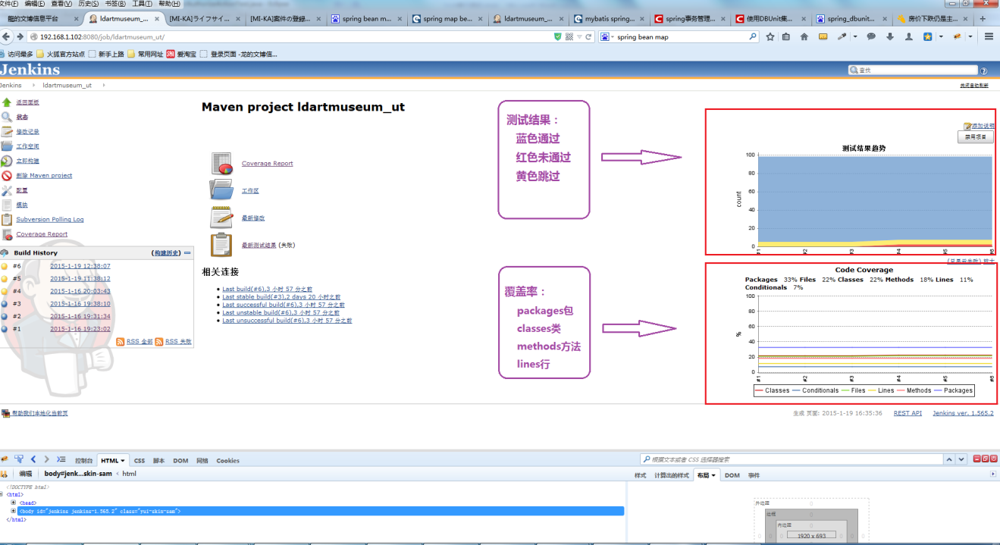 文件(F) 编辑(E) 查看(V) 历史(S) 书签(B) 工具(T) 帮助(H)
龍的文博信息平台 × ldartmuseum_... × [MI-KA]ライフサイ... × [MI-KA]案件の登録... × spring bean m... × spring map be... × ldartmuseum_... × mybatis spring... × spring事务管理... × 使用DBUnit集... × spring_dbunit... × 房价下跌仍是主... × +
192.168.1.102:8080/job/ldartmuseum_ut/
spring bean map
访问最多 火狐官方站点 新手上路 常用网址 爱淘宝 登录页面 -龙的文博信...
Jenkins
查找
Jenkins ldartmuseum_ut
关闭自动刷新
返回面板
状态
修改记录
工作空间
立即构建
删除 Maven project
配置
模块
Subversion Polling Log
Coverage Report
Build History (构建历史)
#6 2015-1-19 12:38:07
#5 2015-1-19 11:38:12
#4 2015-1-16 20:03:43
#3 2015-1-16 19:38:10
#2 2015-1-16 19:31:34
#1 2015-1-16 19:23:02
RSS 全部 RSS 失败
Maven project ldartmuseum_ut
Coverage Report
工作区
最新修改
最新测试结果 (失败)
相关连接
Last build(#6),3 小时 57 分之前
Last stable build(#3),2 days 20 小时之前
Last successful build(#6),3 小时 57 分之前
Last unstable build(#6),3 小时 57 分之前
Last unsuccessful build(#6),3 小时 57 分之前
测试结果：
蓝色通过
红色未通过
黄色跳过
覆盖率：
packages包
classes类
methods方法
lines行
添加说明
禁用项目
测试结果趋势
count
100
80
60
40
20
0
#1 #2 #3 #4 #5 #6
(只显示失败) 放大
Code Coverage
Packages 33% Files 22% Classes 22% Methods 18% Lines 11%
Conditionals 7%
%
100
80
60
40
20
0
#1 #2 #3 #4 #5 #6
Classes Conditionals Files Lines Methods Packages
帮助我们本地化当前页
生成 页面: 2015-1-19 16:35:36 REST API Jenkins ver. 1.565.2
控制台 HTML CSS 脚本 DOM 网络 Cookies
根据文本或者 CSS 选择器搜索
编辑 body#jenk...skin-sam < html
样式 计算出的样式 布局 DOM 事件
<!DOCTYPE html>
<html>
<head>
<body id="jenkins jenkins-1.565.2" class="yui-skin-sam">
</html>
外边距 0
边框 0
内边距 0
0 0 0 1920 x 693 0 0 0